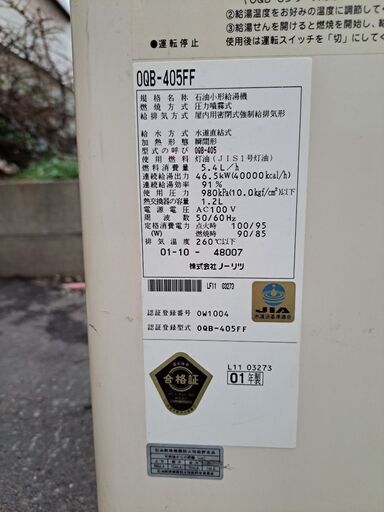 ②給湯温度をお好みの温度に調節して
③給湯せんを開けると燃焼を開始し、給
●運転停止
使用後は運転スイッチを「切」にして
OQB-405FF
規格名称 石油小形給湯機
燃焼方式 圧力噴霧式
給排気方式 屋内用密閉式強制給排気形
給水方式 水道直結式
加熱形態 瞬間形
型式の呼び OQB-405
使用燃料 灯油(JIS1号灯油)
燃料消費量 5.4L/h
連続給湯出力 46.5kW(40000kcal/h)
連続給湯効率 91%
使用圧力 980kPa(10.0kgf/cm²)以下
熱交換器の容量 1.2L
電源電圧 AC100V
周波数 50/60Hz
定格消費電力 点火時 100/95
(W) 燃焼時 90/85
排気温度 260℃以下
01-10-48007
株式会社ノーリツ
LF11 03273
JIA
認証登録番号 OW1004
認証登録型式 OQB-405FF
合格証
L11 03273
01年製